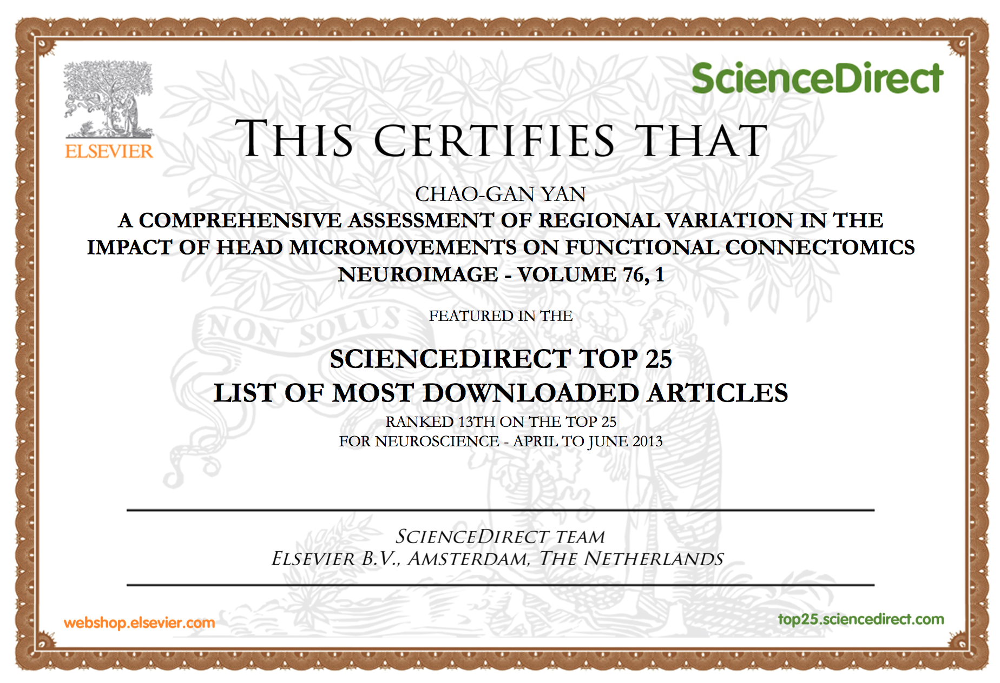 ELSEVIER
ScienceDirect
THIS CERTIFIES THAT
CHAO-GAN YAN
A COMPREHENSIVE ASSESSMENT OF REGIONAL VARIATION IN THE
IMPACT OF HEAD MICROMOVEMENTS ON FUNCTIONAL CONNECTOMICS
NEUROIMAGE - VOLUME 76, 1
FEATURED IN THE
NON SOLUS
SCIENCEDIRECT TOP 25
LIST OF MOST DOWNLOADED ARTICLES
RANKED 13TH ON THE TOP 25
FOR NEUROSCIENCE - APRIL TO JUNE 2013
SCIENCEDIRECT TEAM
ELSEVIER B.V., AMSTERDAM, THE NETHERLANDS
webshop.elsevier.com
top25.sciencedirect.com